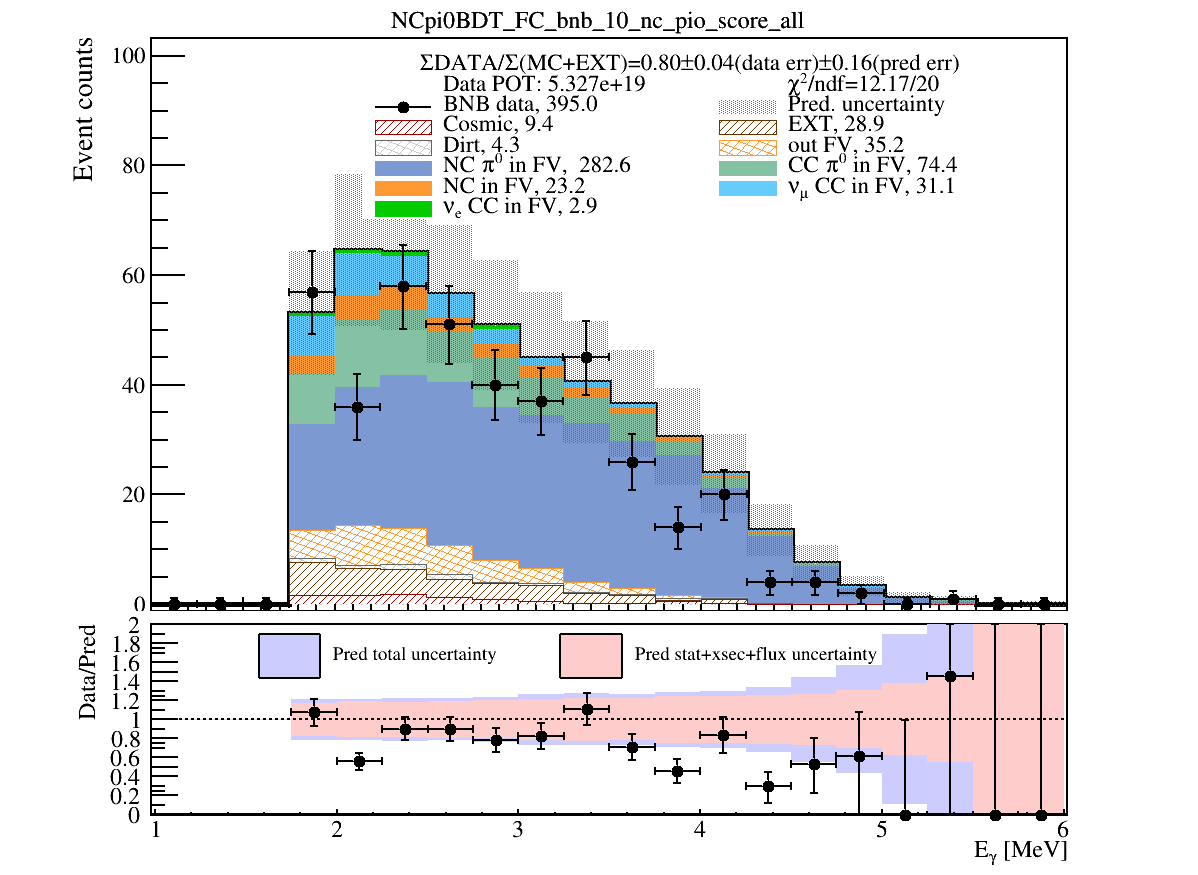 NCpi0BDT_FC_bnb_10_nc_pio_score_all
ΣDATA/Σ(MC+EXT)=0.80±0.04(data err)±0.16(pred err)
Data POT: 5.327e+19
χ²/ndf=12.17/20
BNB data, 395.0
Pred. uncertainty
Cosmic, 9.4
EXT, 28.9
Dirt, 4.3
out FV, 35.2
NC π⁰ in FV, 282.6
CC π⁰ in FV, 74.4
NC in FV, 23.2
νμ CC in FV, 31.1
νe CC in FV, 2.9
Event counts
100
80
60
40
20
0
Pred total uncertainty
Pred stat+xsec+flux uncertainty
Data/Pred
2
1.8
1.6
1.4
1.2
1
0.8
0.6
0.4
0.2
0
1 2 3 4 5 6
Eγ [MeV]